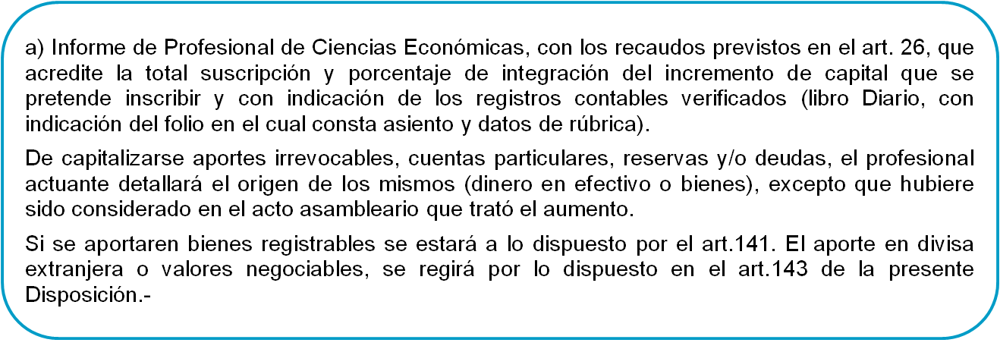 a) Informe de Profesional de Ciencias Económicas, con los recaudos previstos en el art. 26, que
acredite la total suscripción y porcentaje de integración del incremento de capital que se
pretende inscribir y con indicación de los registros contables verificados (libro Diario, con
indicación del folio en el cual consta asiento y datos de rúbrica).
De capitalizarse aportes irrevocables, cuentas particulares, reservas y/o deudas, el profesional
actuante detallará el origen de los mismos (dinero en efectivo o bienes), excepto que hubiere
sido considerado en el acto asambleario que trató el aumento.
Si se aportaren bienes registrables se estará a lo dispuesto por el art.141. El aporte en divisa
extranjera o valores negociables, se regirá por lo dispuesto en el art.143 de la presente
Disposición.-